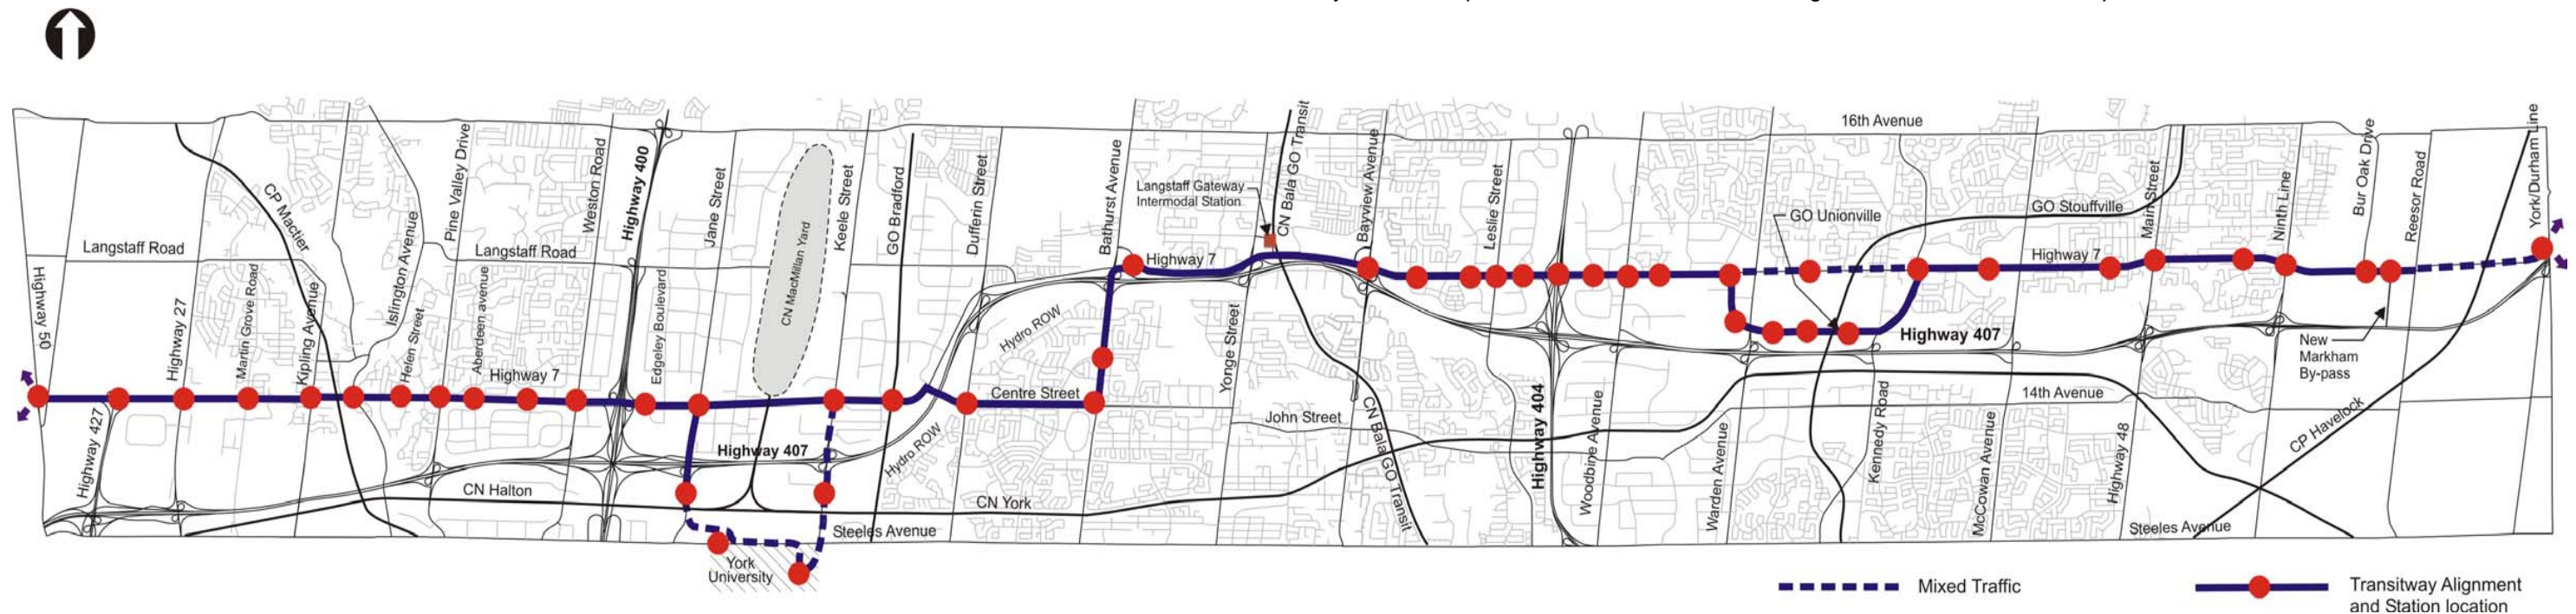 16th Avenue
Langstaff Gateway
Intermodal Station
CN Bala GO Transit
York/Durham Line
Bur Oak Drive
Reesor Road
Main Street
Ninth Line
Bayview Avenue
Bathurst Avenue
Leslie Street
Dufferin Street
GO Bradford
Keele Street
CN MacMillan Yard
Jane Street
Highway 400
Weston Road
Pine Valley Drive
Islington Avenue
CP Mactier
Langstaff Road
Langstaff Road
GO Unionville
GO Stouffville
Highway 7
Highway 7
Highway 50
Highway 27
Martin Grove Road
Kipling Avenue
Helen Street
Aberdeen avenue
Highway 7
Edgeley Boulevard
Hydro ROW
Yonge Street
Highway 407
New
Markham
By-pass
Centre Street
John Street
14th Avenue
Highway 427
Highway 407
Hydro ROW
CN Bala GO Transit
Highway 404
Woodbine Avenue
Warden Avenue
Kennedy Road
McCowan Avenue
Highway 48
CP Havelock
CN Halton
CN York
Steeles Avenue
Steeles Avenue
York
University
Mixed Traffic
Transitway Alignment
and Station location